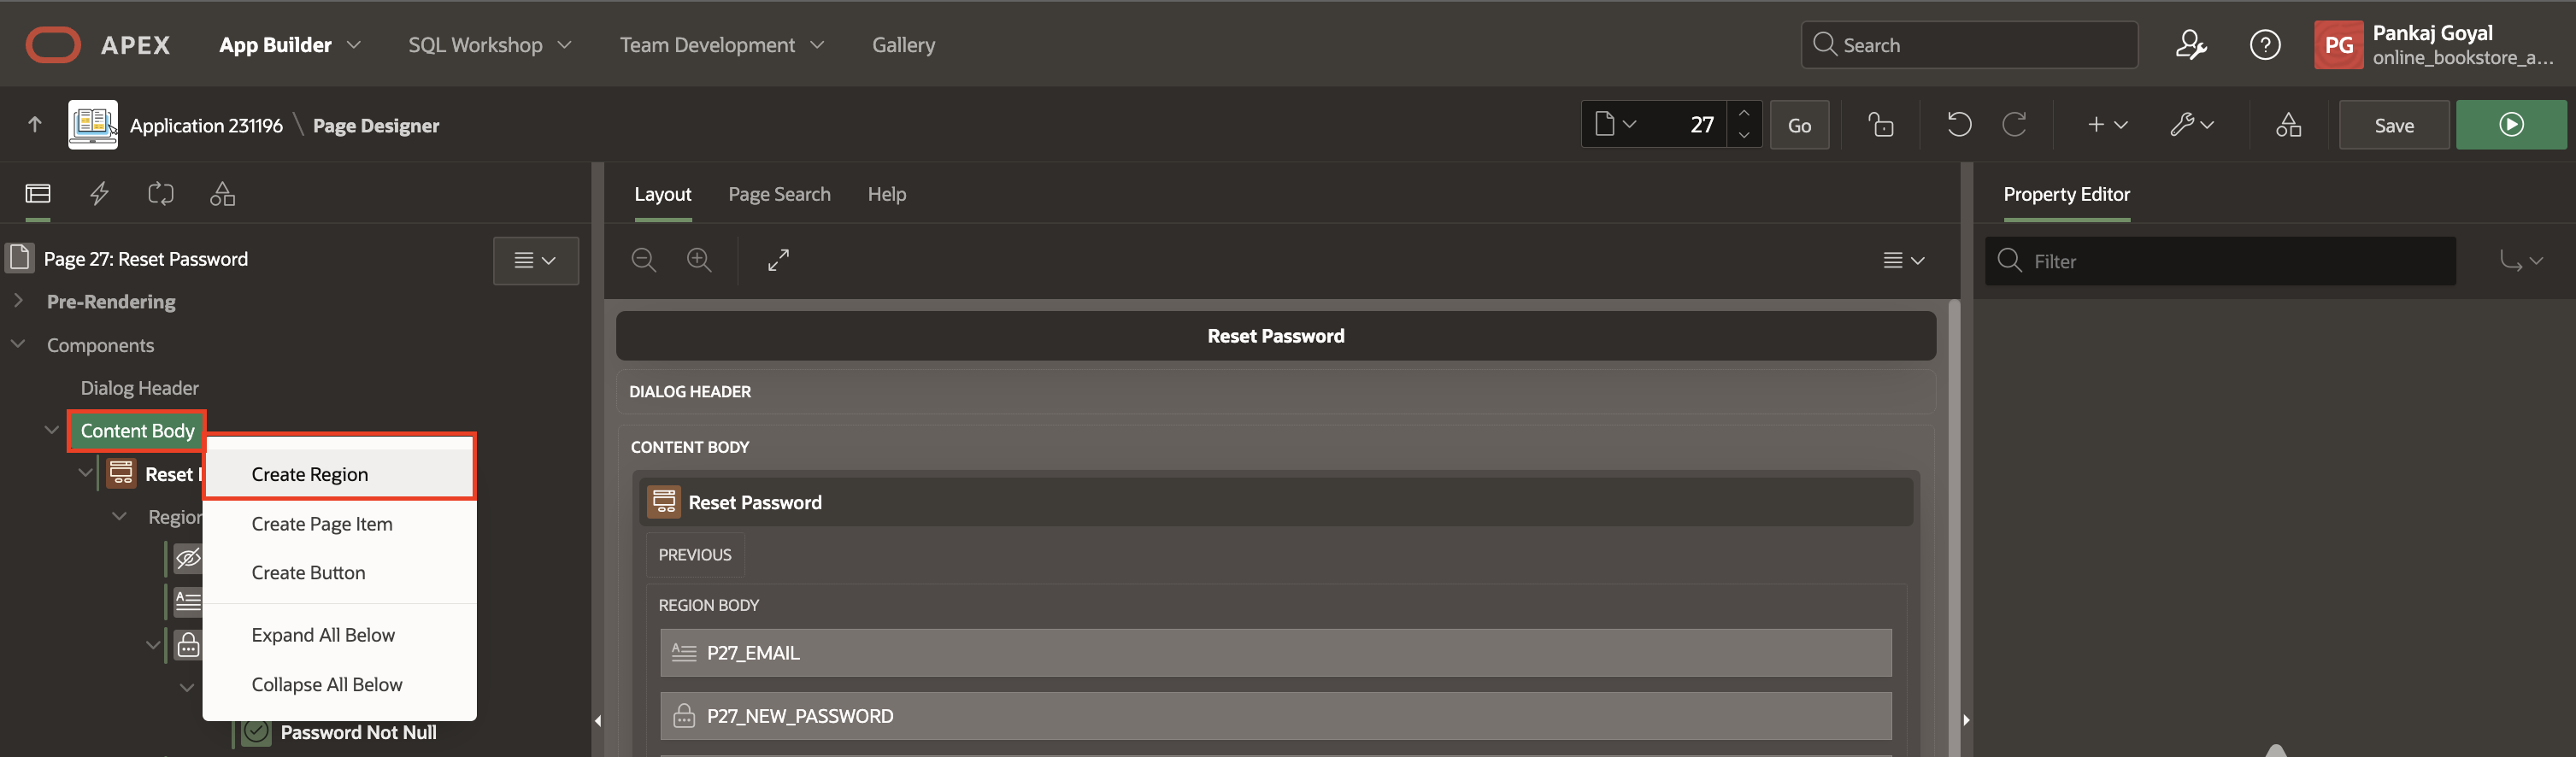 APEX App Builder SQL Workshop Team Development Gallery Search PG Pankaj Goyal
online_bookstore_a...
Application 231196 \ Page Designer 27 Go Save
Layout Page Search Help Property Editor
Page 27: Reset Password
Filter
Pre-Rendering
Components
Dialog Header
Content Body
Reset
Region
Create Region
Create Page Item
Create Button
Expand All Below
Collapse All Below
Password Not Null
Reset Password
DIALOG HEADER
CONTENT BODY
Reset Password
PREVIOUS
REGION BODY
P27_EMAIL
P27_NEW_PASSWORD